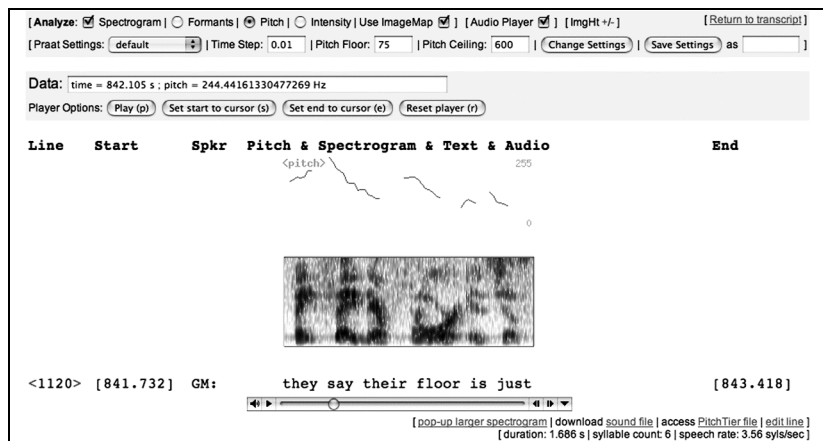 [Analyze: Spectrogram | Formants | Pitch | Intensity | Use ImageMap ] [Audio Player ] [ImgHt +/-] [Return to transcript]
[Praat Settings: default | Time Step: 0.01 | Pitch Floor: 75 | Pitch Ceiling: 600 | Change Settings | Save Settings as ]
Data: time = 842.105 s ; pitch = 244.44161330477269 Hz
Player Options: Play (p) Set start to cursor (s) Set end to cursor (e) Reset player (r)
Line Start Spkr Pitch & Spectrogram & Text & Audio End
<pitch> 255
0
<1120> [841.732] GM: they say their floor is just [843.418]
[pop-up larger spectrogram | download sound file | access PitchTier file | edit line]
[duration: 1.686 s | syllable count: 6 | speech rate: 3.56 syls/sec]